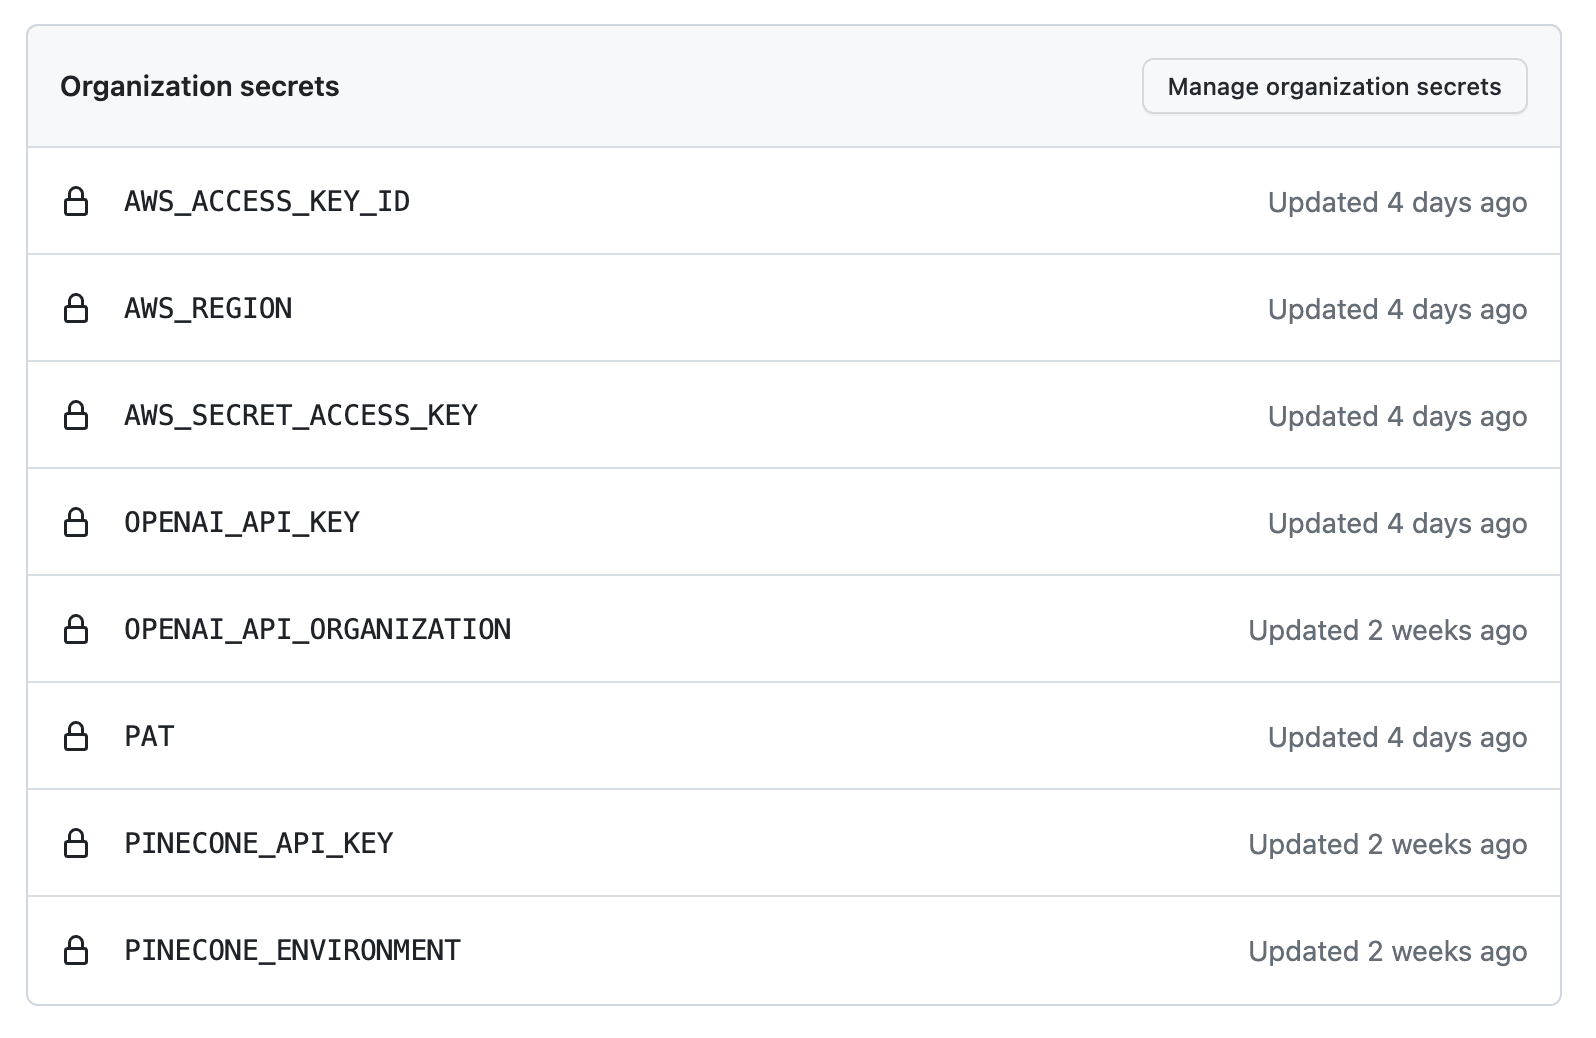 Organization secrets
Manage organization secrets
AWS_ACCESS_KEY_ID Updated 4 days ago
AWS_REGION Updated 4 days ago
AWS_SECRET_ACCESS_KEY Updated 4 days ago
OPENAI_API_KEY Updated 4 days ago
OPENAI_API_ORGANIZATION Updated 2 weeks ago
PAT Updated 4 days ago
PINECONE_API_KEY Updated 2 weeks ago
PINECONE_ENVIRONMENT Updated 2 weeks ago